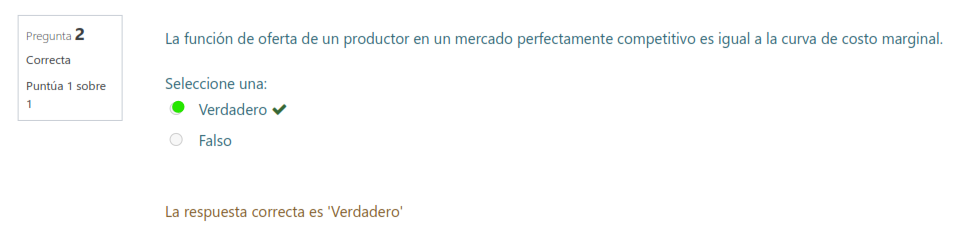 Pregunta 2
Correcta
Puntúa 1 sobre
1
La función de oferta de un productor en un mercado perfectamente competitivo es igual a la curva de costo marginal.
Seleccione una:
Verdadero
Falso
La respuesta correcta es 'Verdadero'